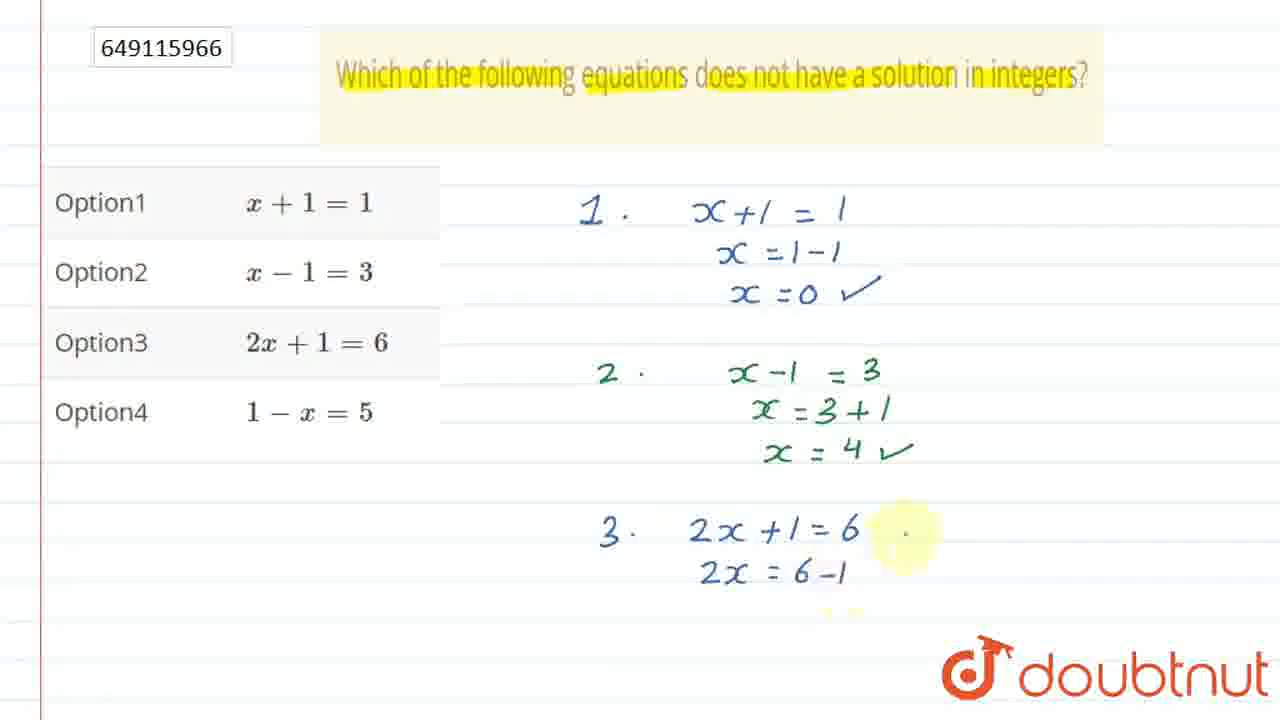 649115966
Which of the following equations does not have a solution in integers?
Option1 x + 1 = 1
Option2 x − 1 = 3
Option3 2x + 1 = 6
Option4 1 − x = 5
1. x+1 = 1
x = 1-1
x = 0 ✓
2. x-1 = 3
x = 3+1
x = 4 ✓
3. 2x+1=6
2x = 6-1
doubtnut